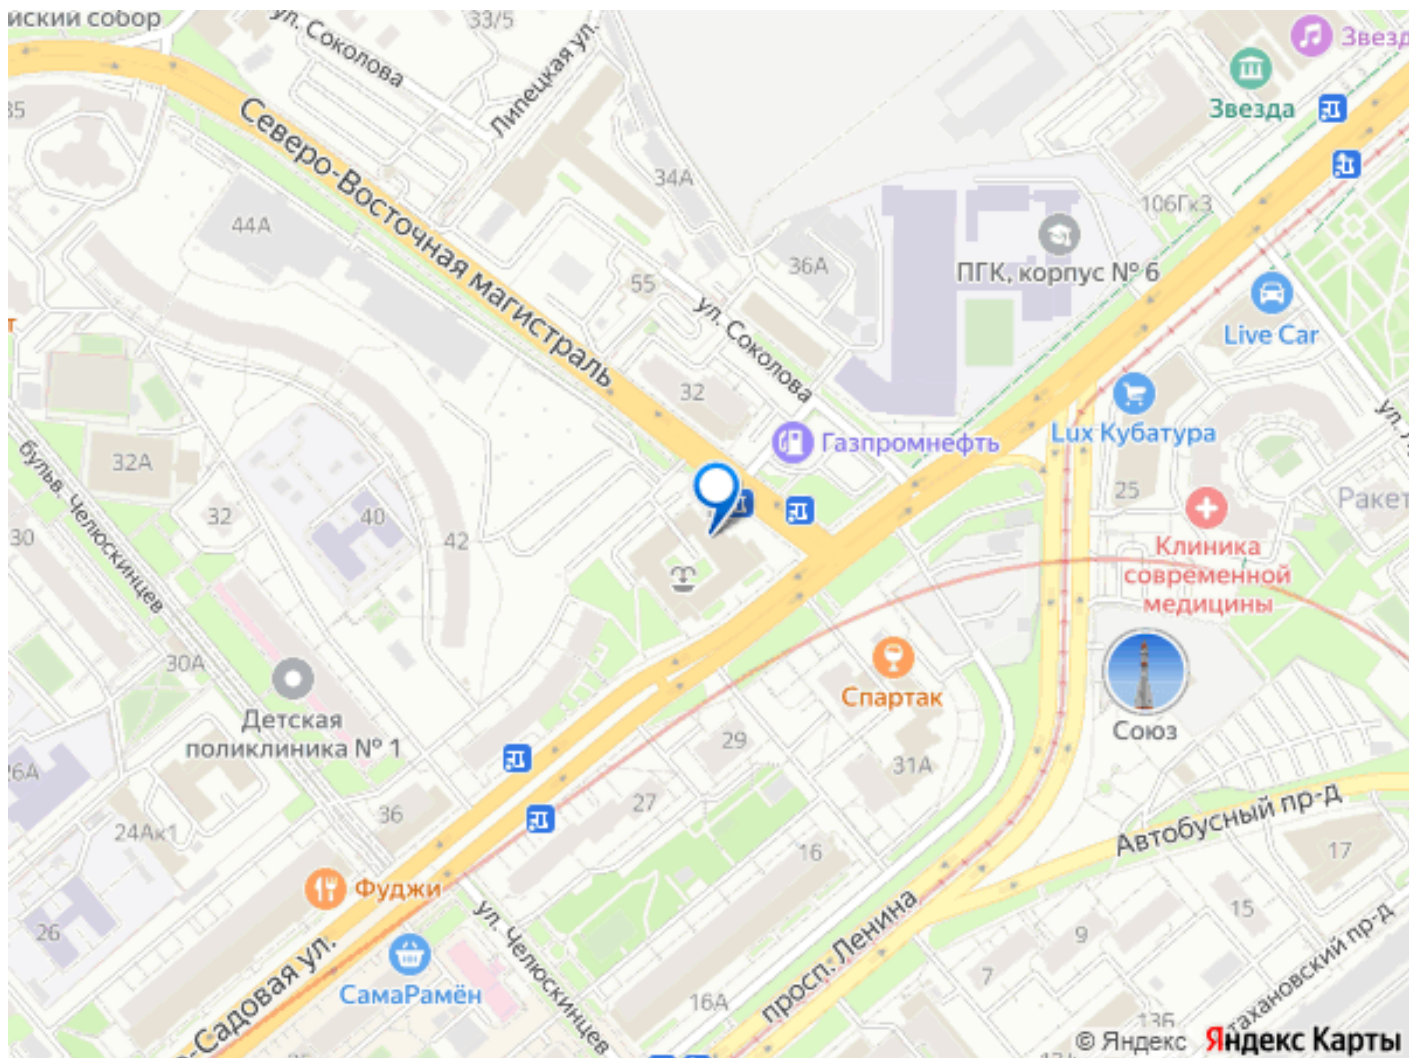 йский собор
ул. Соколова
33/5
Липецкая ул.
Звезд
Звезда
35
Северо-Восточная магистраль
34А
106Гк3
44А
36А
ПГК, корпус № 6
55
ул. Соколова
Live Car
т
32
Lux Кубатура
Газпромнефть
ул. Л
бульв. Челюскинцев
32А
25
Ракет
32
40
30
42
Клиника
современной
медицины
30А
Спартак
Детская
поликлиника № 1
Союз
29
31А
26А
27
36
24Ак1
Автобусный пр-д
16
17
Фуджи
ул. Челюскинцев
просп. Ленина
15
26
9
СамаРамён
7
о-Садовая ул.
16А
тахановский пр-д
13Б
© Яндекс Яндекс Карты